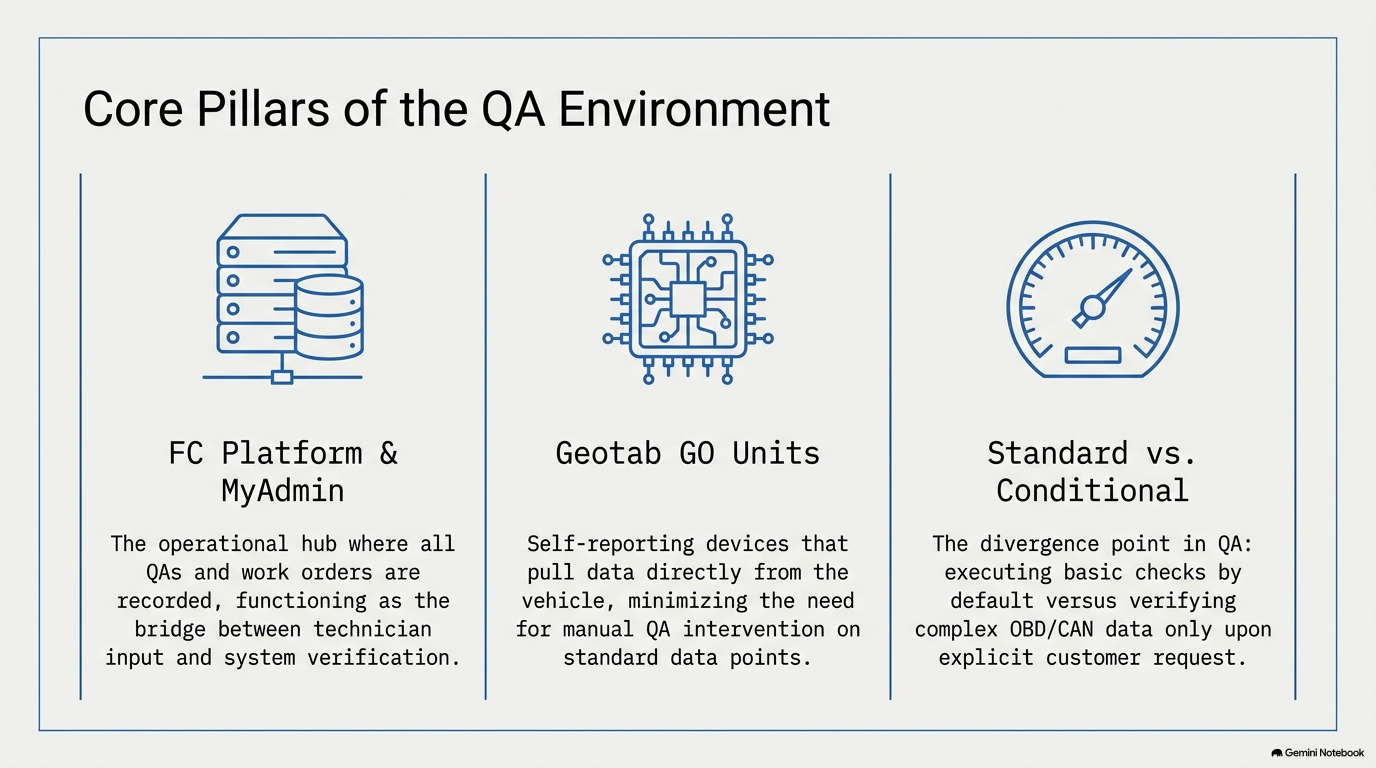 Core Pillars of the QA Environment
FC Platform &
MyAdmin
The operational hub where all
QAs and work orders are
recorded, functioning as the
bridge between technician
input and system verification.
Geotab GO Units
Self-reporting devices that
pull data directly from the
vehicle, minimizing the need
for manual QA intervention on
standard data points.
Standard vs.
Conditional
The divergence point in QA:
executing basic checks by
default versus verifying
complex OBD/CAN data only upon
explicit customer request.
Gemini Notebook